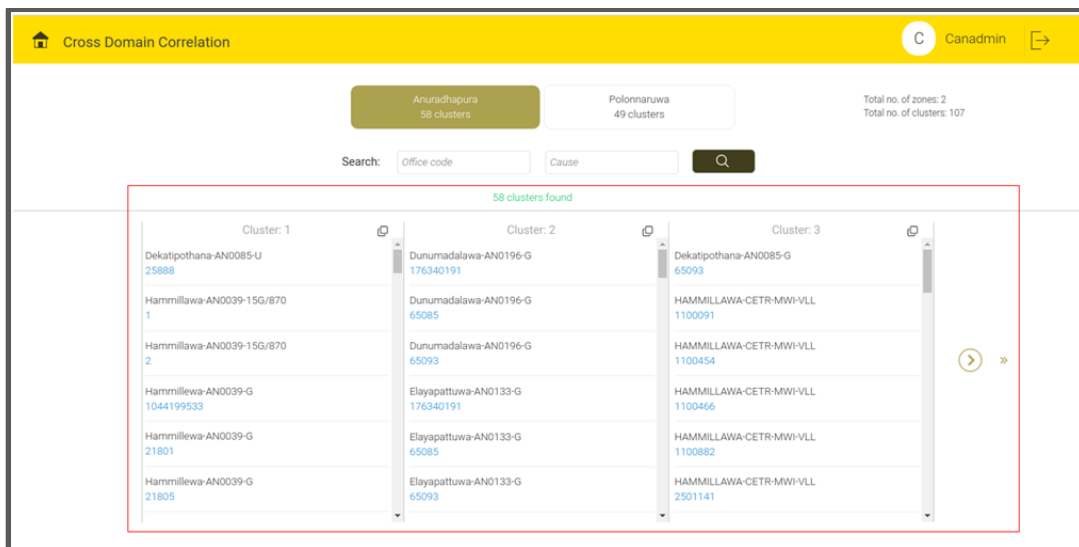 Cross Domain Correlation
C
Canadmin
Anuradhapura
58 clusters
Polonnaruwa
49 clusters
Total no. of zones: 2
Total no. of clusters: 107
Search:
Office code
Cause
58 clusters found
Cluster: 1
Dekatipothana-AN0085-U
25888
Hammillawa-AN0039-15G/870
1
Hammillawa-AN0039-15G/870
2
Hammillewa-AN0039-G
1044199533
Hammillewa-AN0039-G
21801
Hammillewa-AN0039-G
21805
Cluster: 2
Dunumadalawa-AN0196-G
176340191
Dunumadalawa-AN0196-G
65085
Dunumadalawa-AN0196-G
65093
Elayapattuwa-AN0133-G
176340191
Elayapattuwa-AN0133-G
65085
Elayapattuwa-AN0133-G
65093
Cluster: 3
Dekatipothana-AN0085-G
65093
HAMMILLAWA-CETR-MWI-VLL
1100091
HAMMILLAWA-CETR-MWI-VLL
1100454
HAMMILLAWA-CETR-MWI-VLL
1100466
HAMMILLAWA-CETR-MWI-VLL
1100882
HAMMILLAWA-CETR-MWI-VLL
2501141